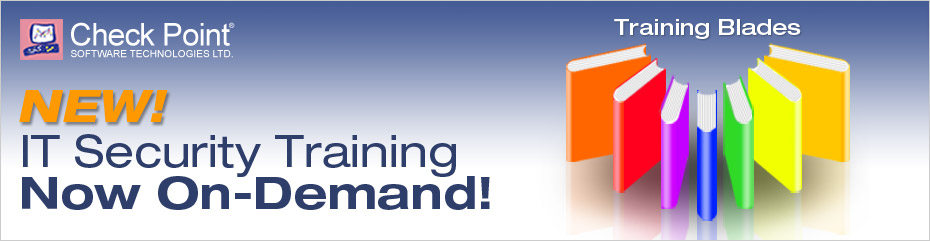 Check Point®
SOFTWARE TECHNOLOGIES LTD.
Training Blades
NEW!
IT Security Training
Now On-Demand!